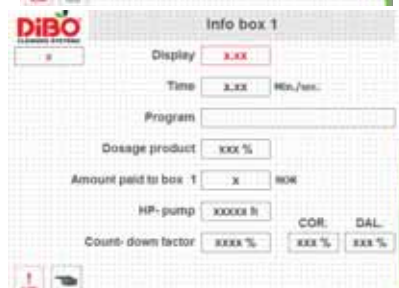 DiBO
CLEANING SYSTEMS
Info box 1
x
Display x.xx
Time x.xx Min./sec.
Program
Dosage product xxx %
Amount paid to box 1 x NOK
HP- pump xxxxx h
COR. DAL.
Count- down factor xxxx % xxx % xxx %
!